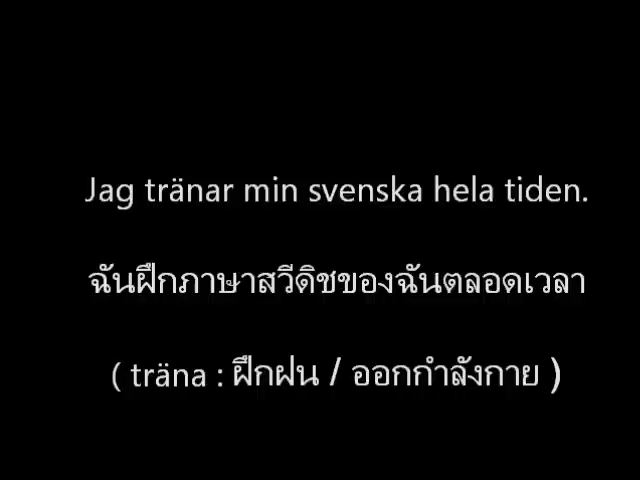 Jag tränar min svenska hela tiden.
ฉันฝึกภาษาสวีดิชของฉันตลอดเวลา
( träna : ฝึกฝน / ออกกำลังกาย )